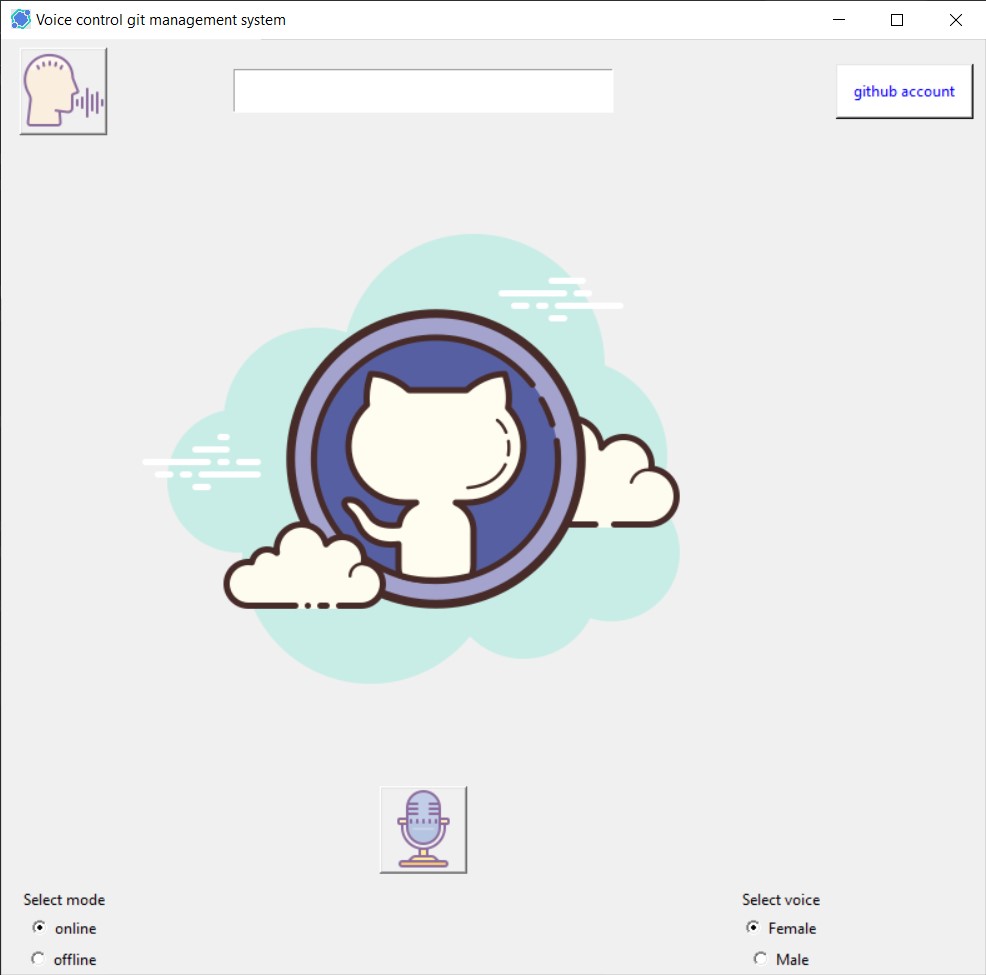 Voice control git management system
github account
Select mode
online
offline
Select voice
Female
Male